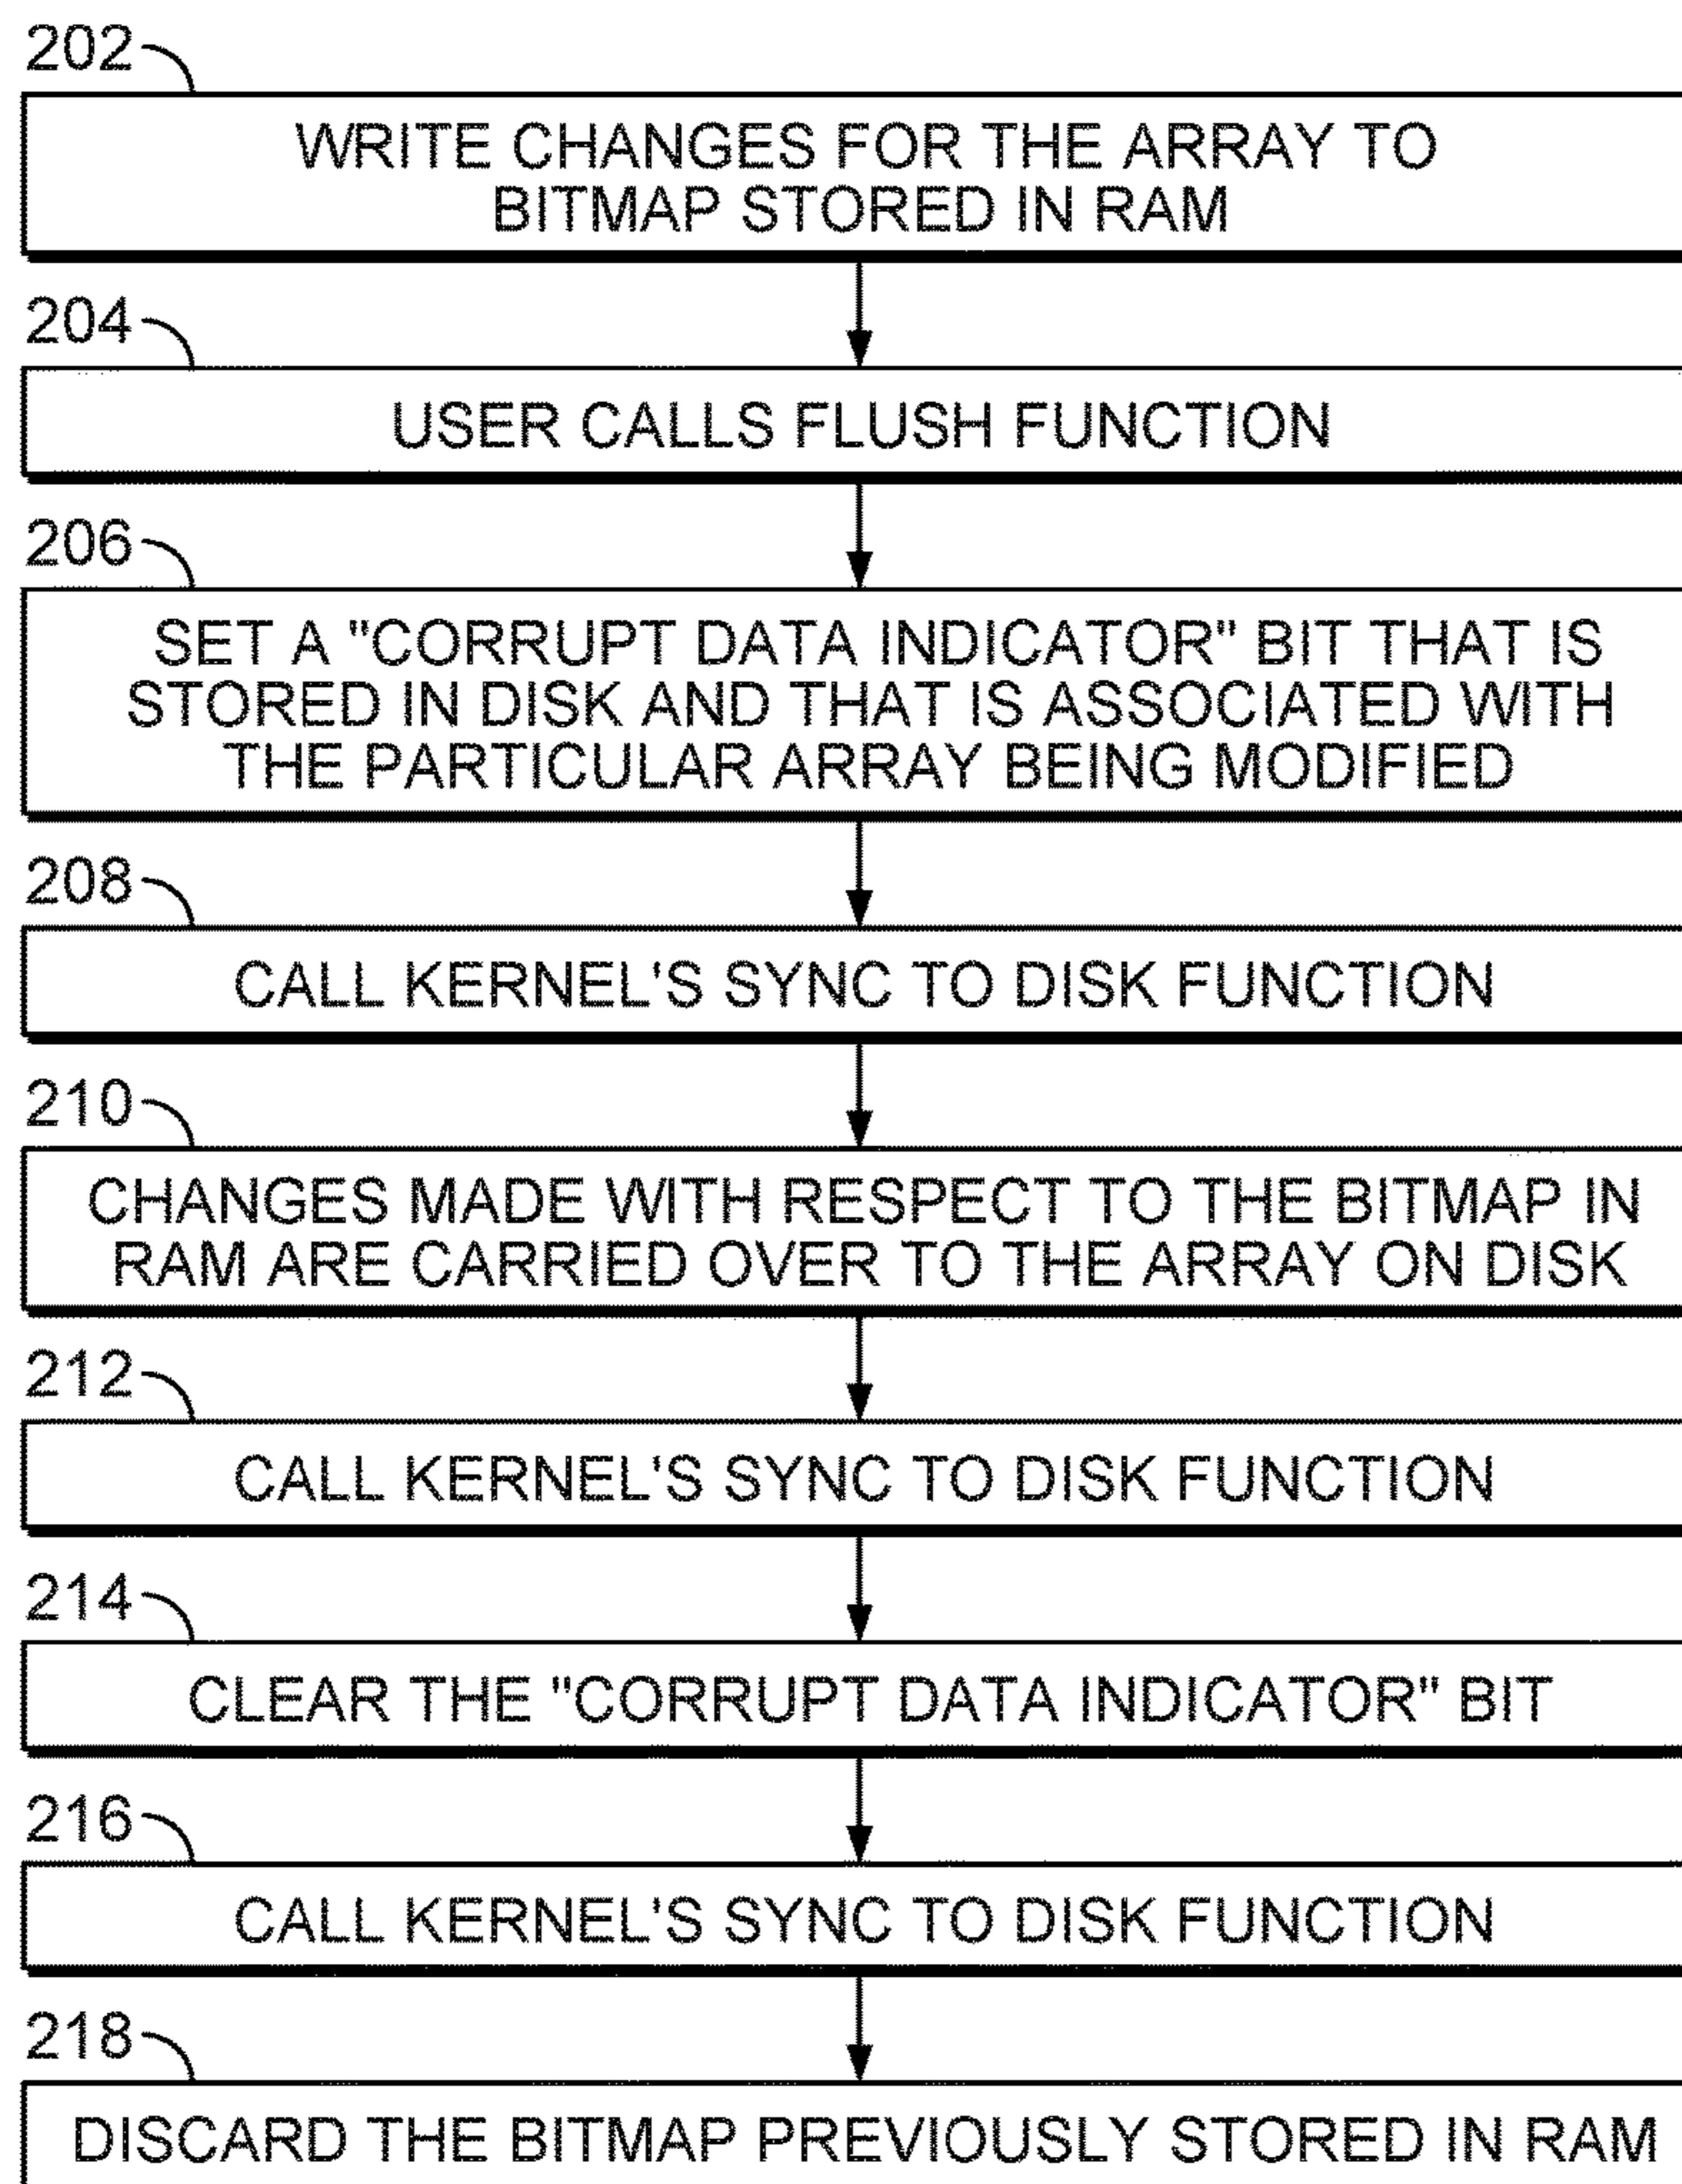 202
WRITE CHANGES FOR THE ARRAY TO
BITMAP STORED IN RAM
204
USER CALLS FLUSH FUNCTION
206
SET A "CORRUPT DATA INDICATOR" BIT THAT IS
STORED IN DISK AND THAT IS ASSOCIATED WITH
THE PARTICULAR ARRAY BEING MODIFIED
208
CALL KERNEL'S SYNC TO DISK FUNCTION
210
CHANGES MADE WITH RESPECT TO THE BITMAP IN
RAM ARE CARRIED OVER TO THE ARRAY ON DISK
212
CALL KERNEL'S SYNC TO DISK FUNCTION
214
CLEAR THE "CORRUPT DATA INDICATOR" BIT
216
CALL KERNEL'S SYNC TO DISK FUNCTION
218
DISCARD THE BITMAP PREVIOUSLY STORED IN RAM